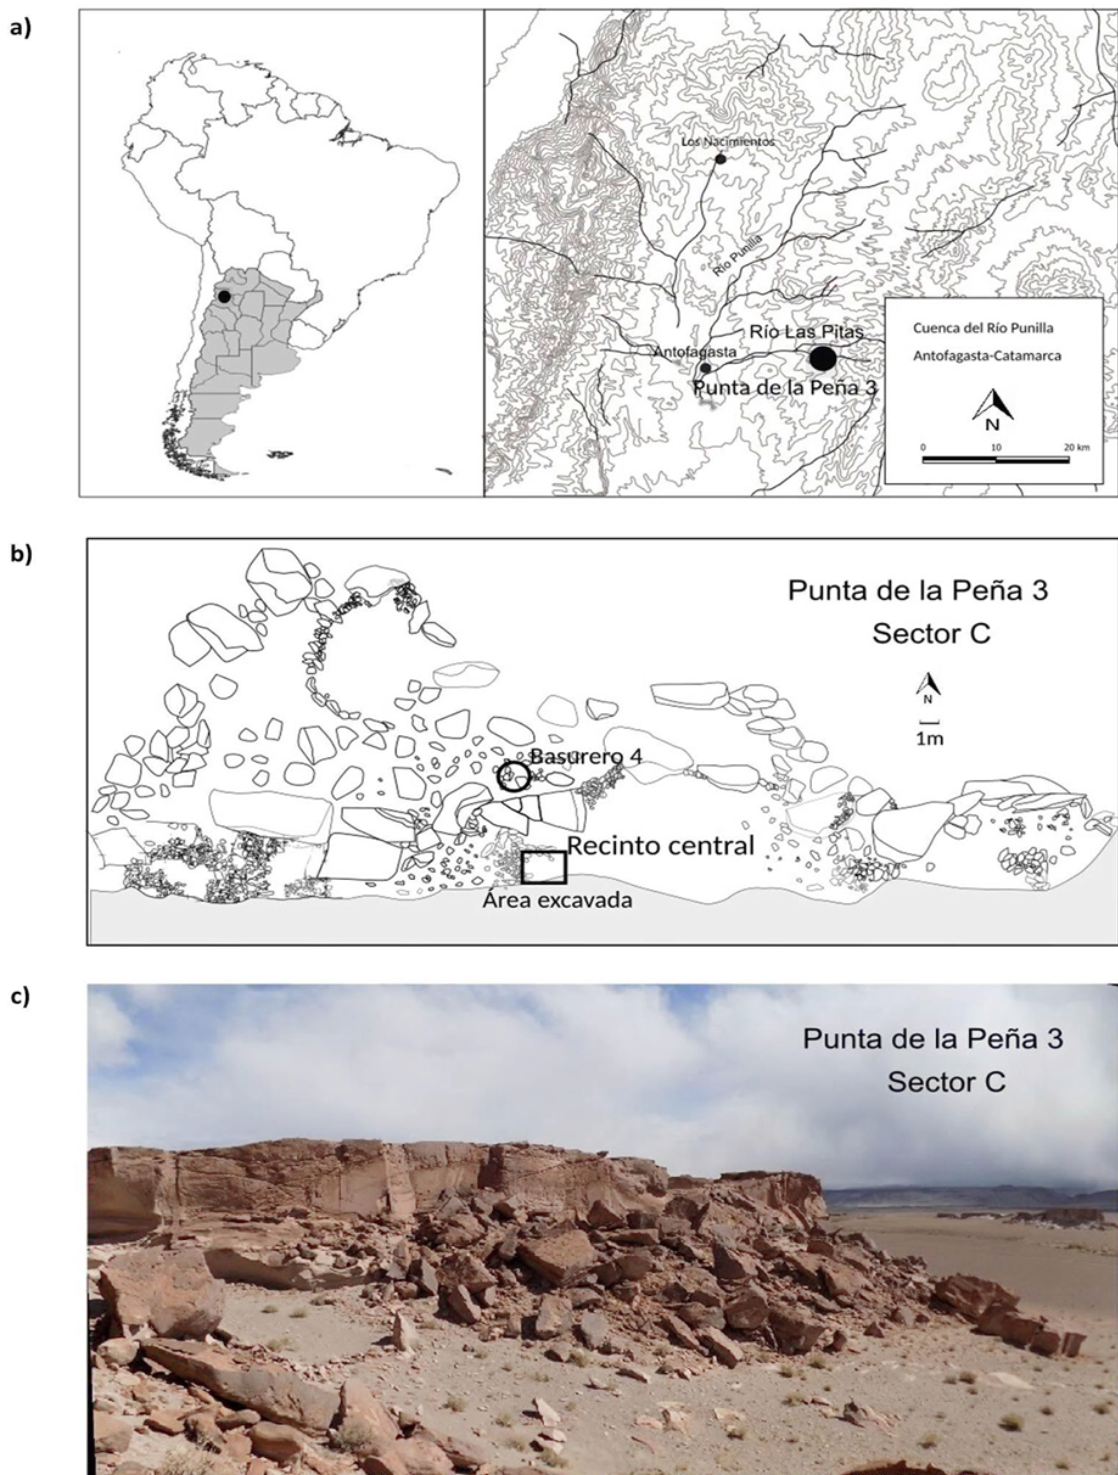 a)
Los Nacimientos
Río Punilla
Río Las Pitas
Antofagasta
Punta de la Peña 3
Cuenca del Río Punilla
Antofagasta-Catamarca
N
0 10 20 km
b)
Punta de la Peña 3
Sector C
N
1m
Basurero 4
Recinto central
Área excavada
c)
Punta de la Peña 3
Sector C